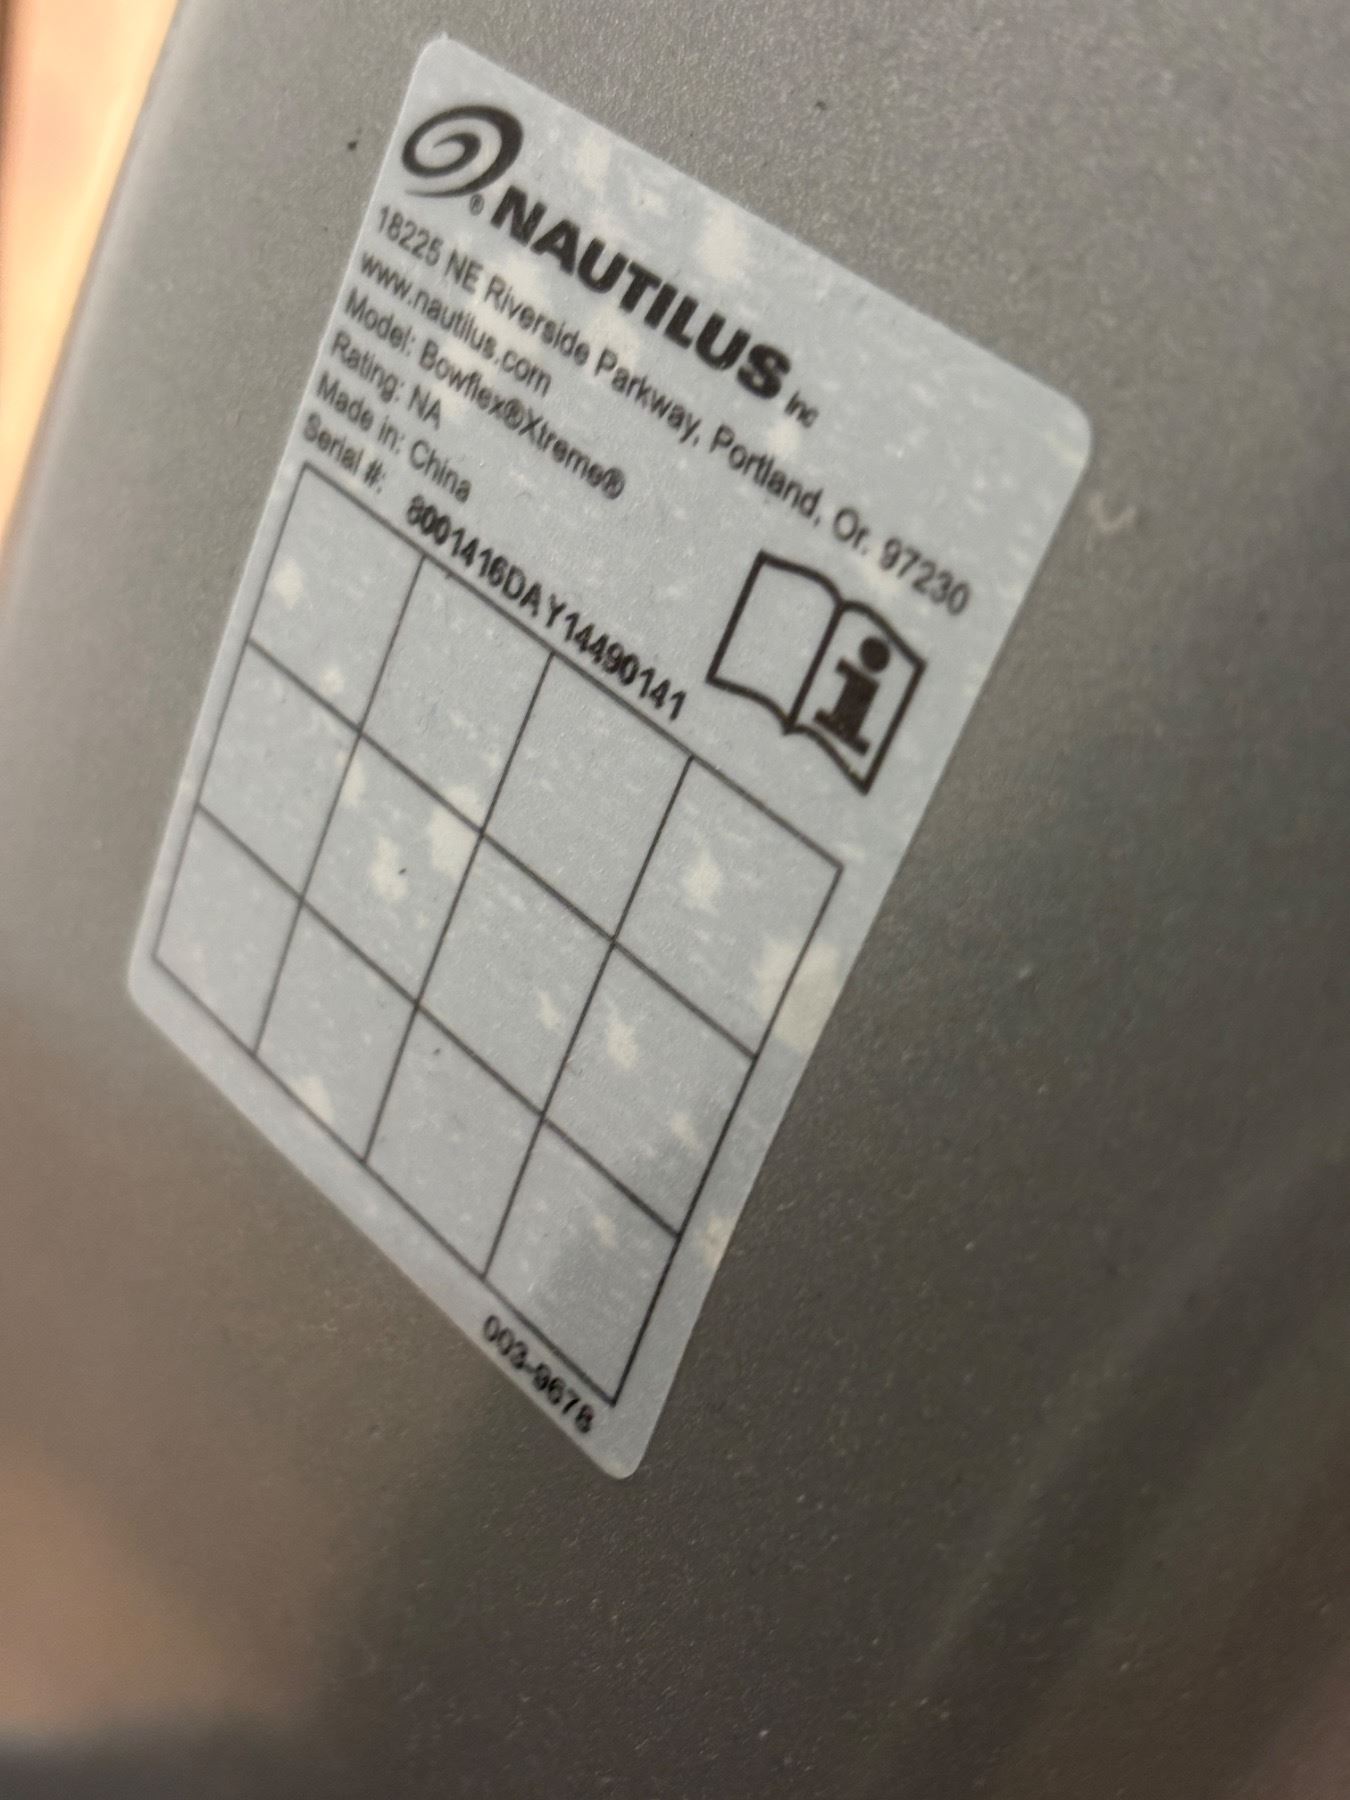 NAUTILUS inc
18225 NE Riverside Parkway, Portland, Or. 97230
www.nautilus.com
Model: Bowflex®Xtreme®
Rating: NA
Made in: China
Serial #: 8001416DAY14490141
i
003-9678